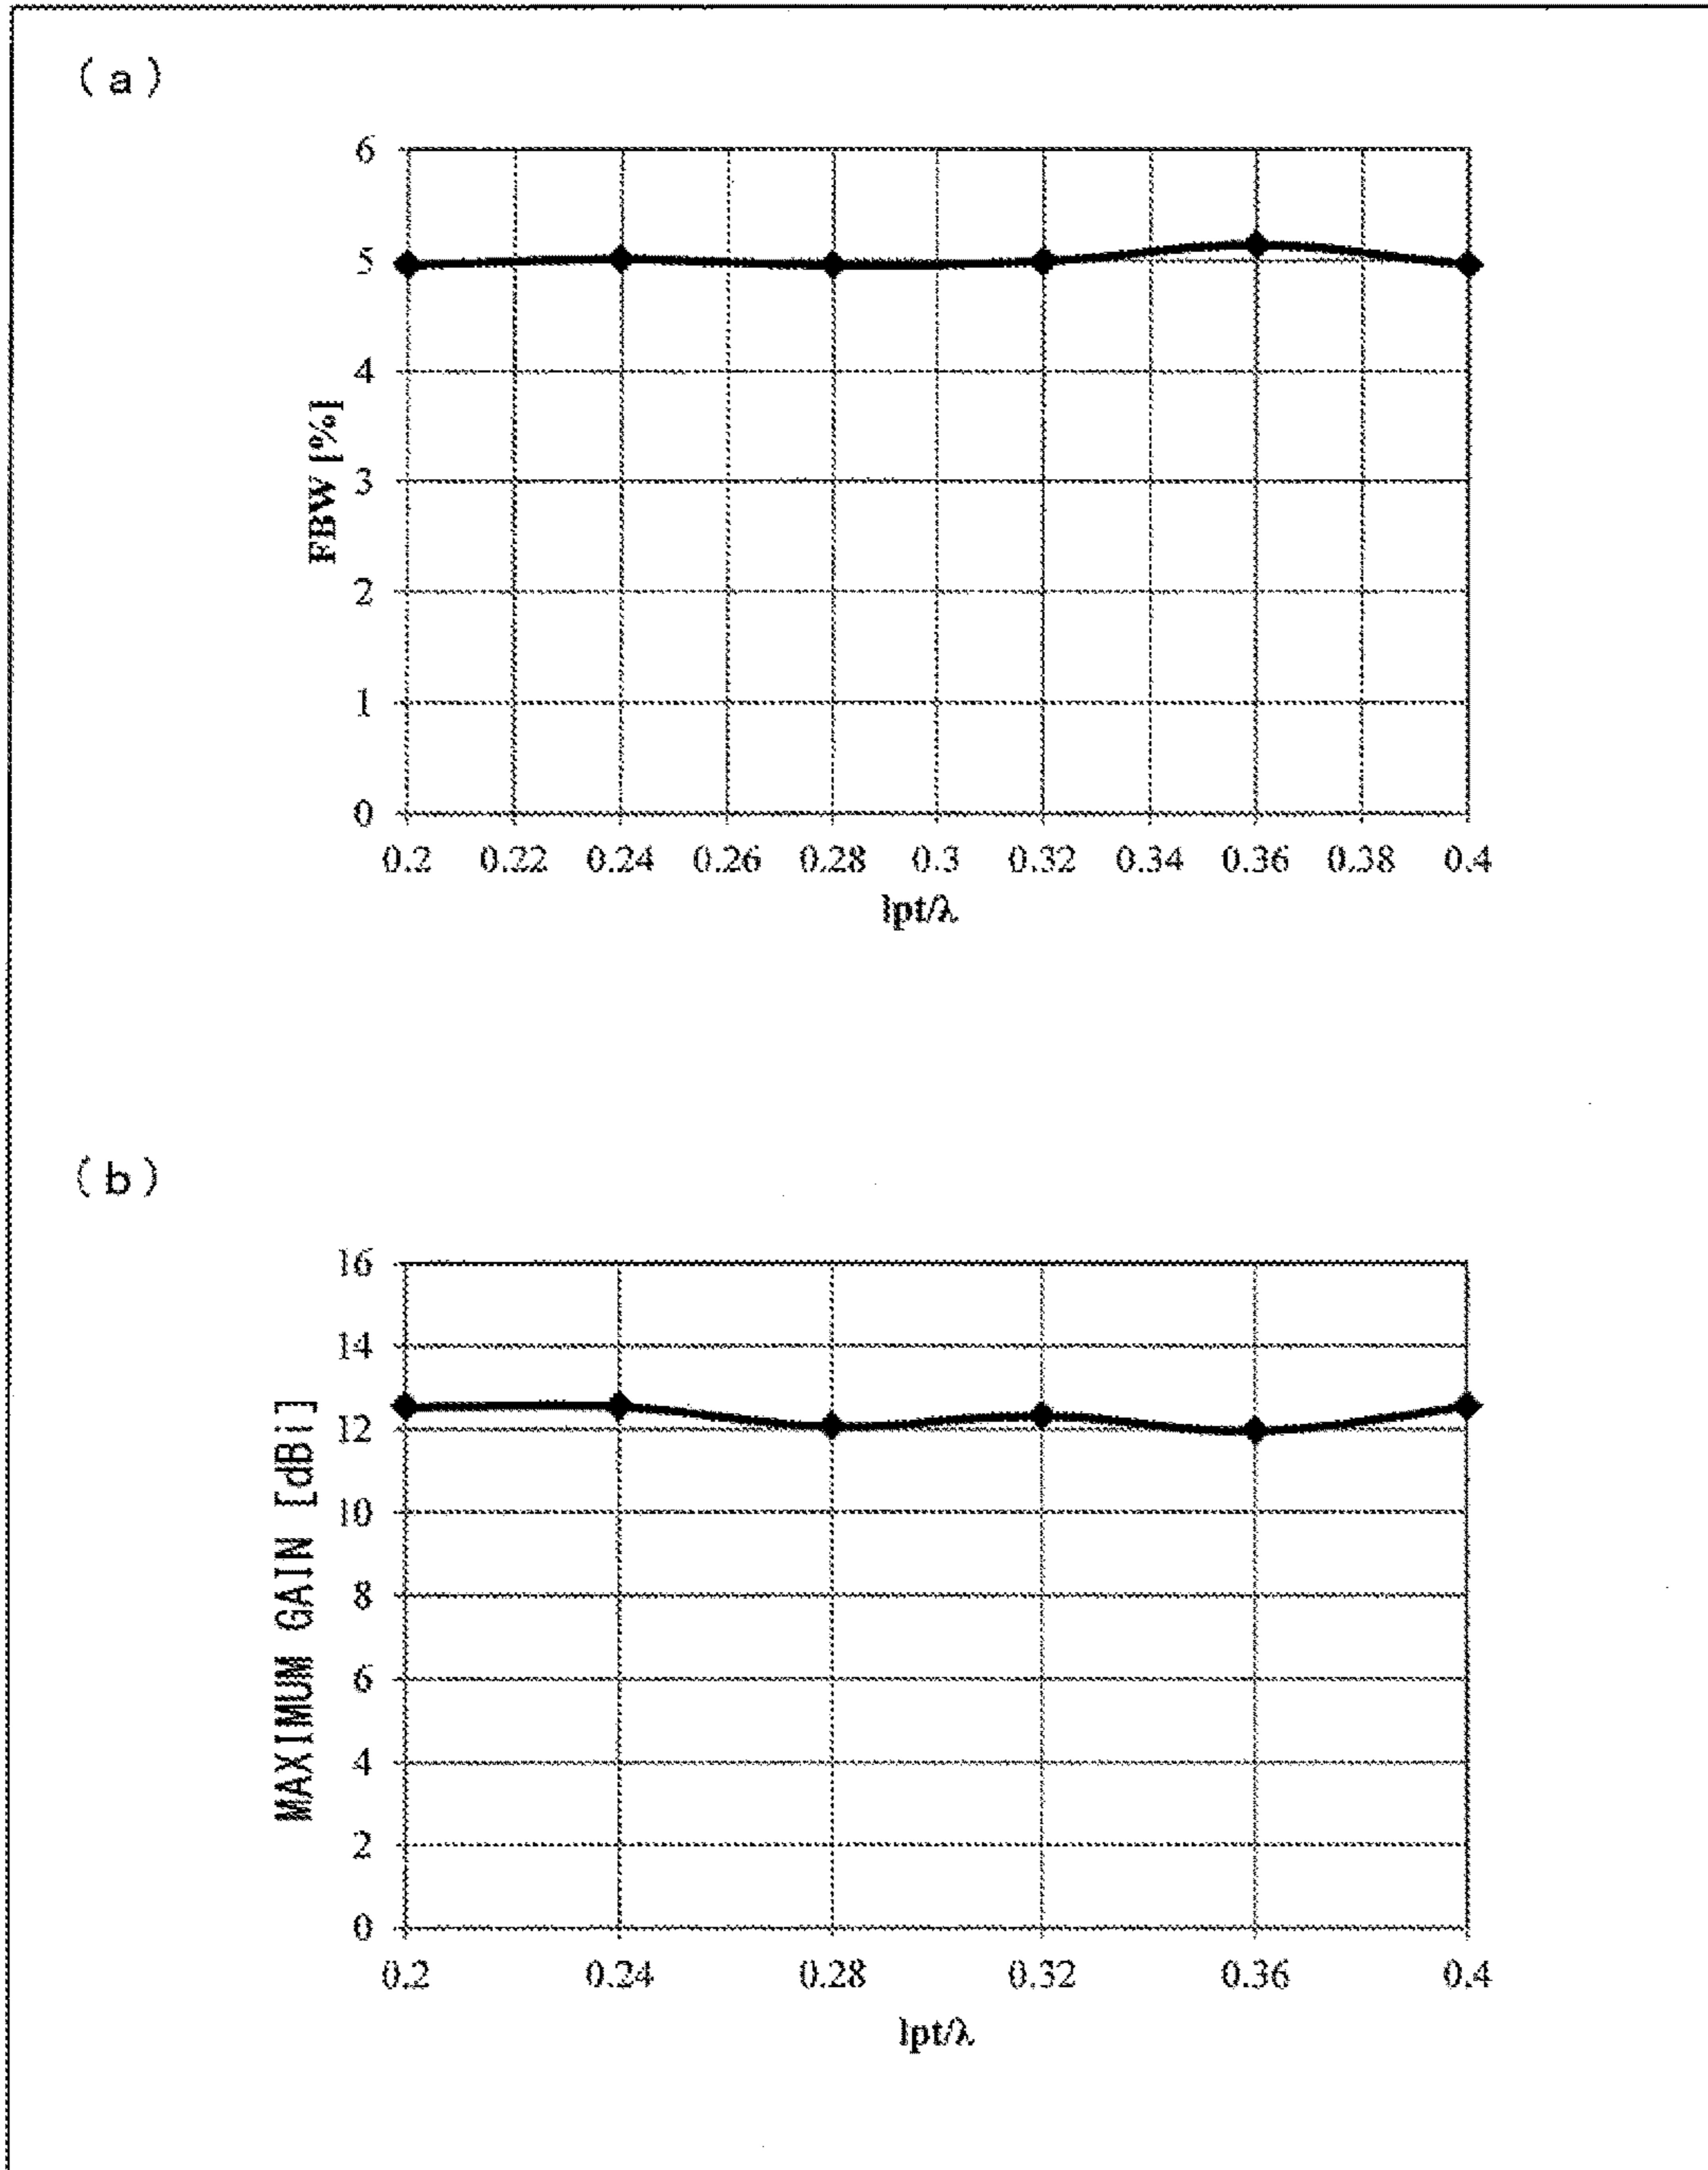 (a)
6
5
4
3
2
1
0
FBW [%]
0.2 0.22 0.24 0.26 0.28 0.3 0.32 0.34 0.36 0.38 0.4
lpt/λ
(b)
16
14
12
10
8
6
4
2
0
MAXIMUM GAIN [dBi]
0.2 0.24 0.28 0.32 0.36 0.4
lpt/λ